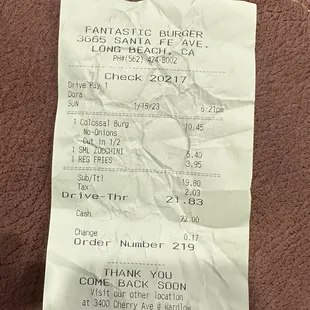 FANTASTIC BURGER
3665 SANTA FE AVE.
LONG BEACH, CA
PH#(562) 424-8002
Check 20217
Drive Pay 1
Dora
SUN 1/15/23 6:21pm
1 Colossal Burg 10.45
No-Onions
Cut in 1/2
1 SML ZUCCHINI 5.40
1 REG FRIES 3.95
Sub/Ttl 19.80
Tax 2.03
Drive-Thr 21.83
Cash 22.00
Change 0.17
Order Number 219
THANK YOU
COME BACK SOON
Visit our other location
at 3400 Cherry Ave @ Wardlow